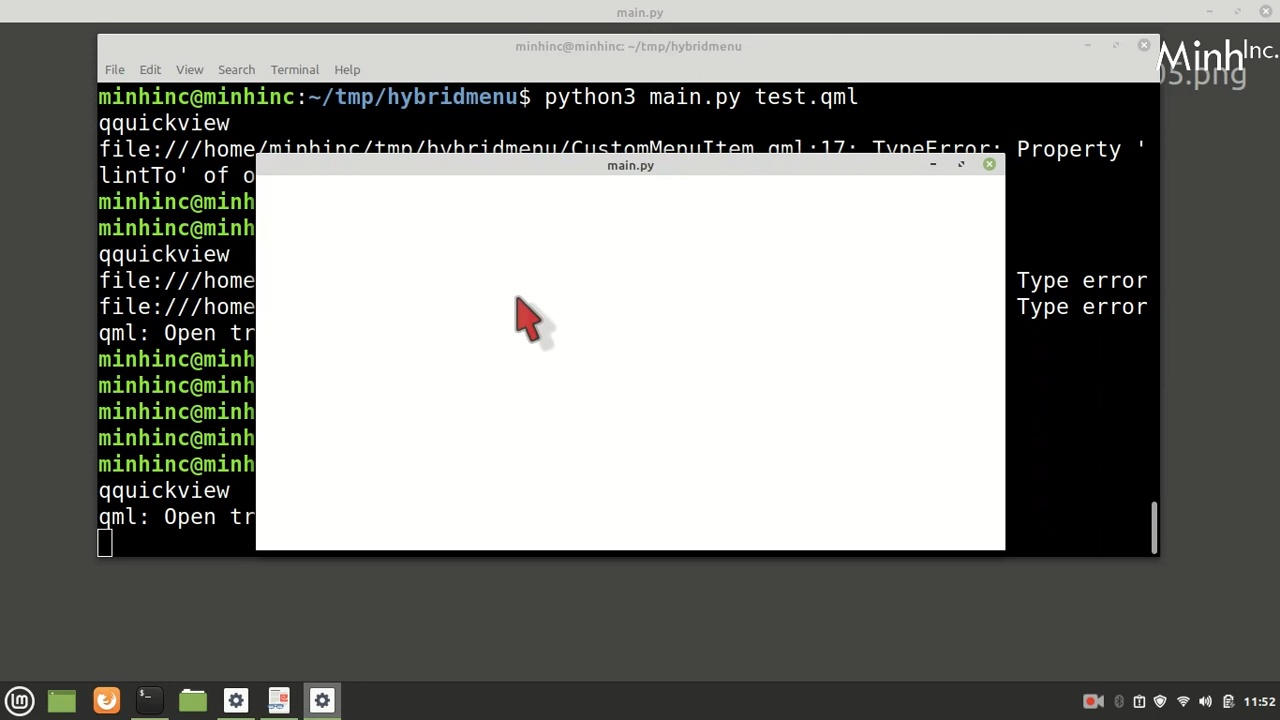 main.py
minhinc@minhinc: ~/tmp/hybridmenu
MinhInc.
05.png
File Edit View Search Terminal Help
minhinc@minhinc:~/tmp/hybridmenu$ python3 main.py test.qml
qquickview
file:///home/minhinc/tmp/hybridmenu/CustomMenuItem.qml:17: TypeError: Property '
lintTo' of o
main.py
minhinc@minh
minhinc@minh
qquickview
file:///home Type error
file:///home Type error
qml: Open tr
minhinc@minh
minhinc@minh
minhinc@minh
minhinc@minh
minhinc@minh
qquickview
qml: Open tr
11:52